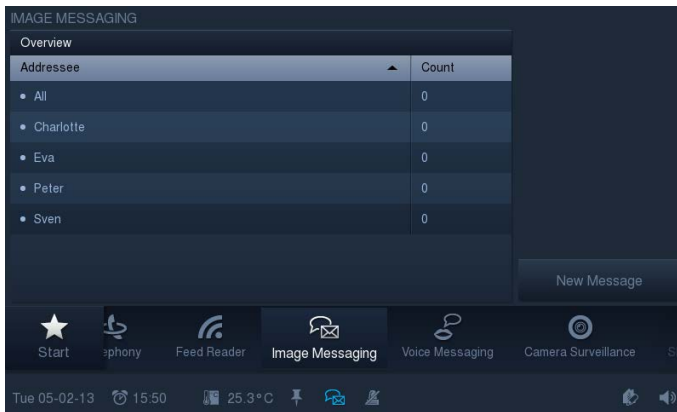 IMAGE MESSAGING
Overview
Addressee Count
All 0
Charlotte 0
Eva 0
Peter 0
Sven 0
New Message
Start ephony Feed Reader Image Messaging Voice Messaging Camera Surveillance S
Tue 05-02-13 15:50 25.3°C